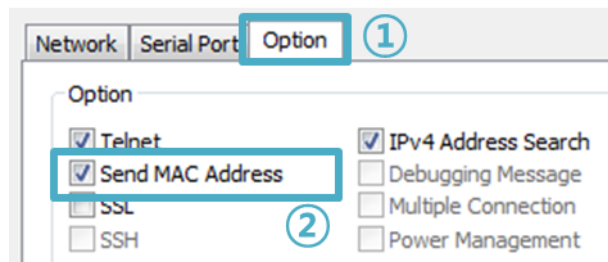 Network Serial Port Option ①
Option
Telnet IPv4 Address Search
Send MAC Address Debugging Message
SSL Multiple Connection
② 
SSH Power Management